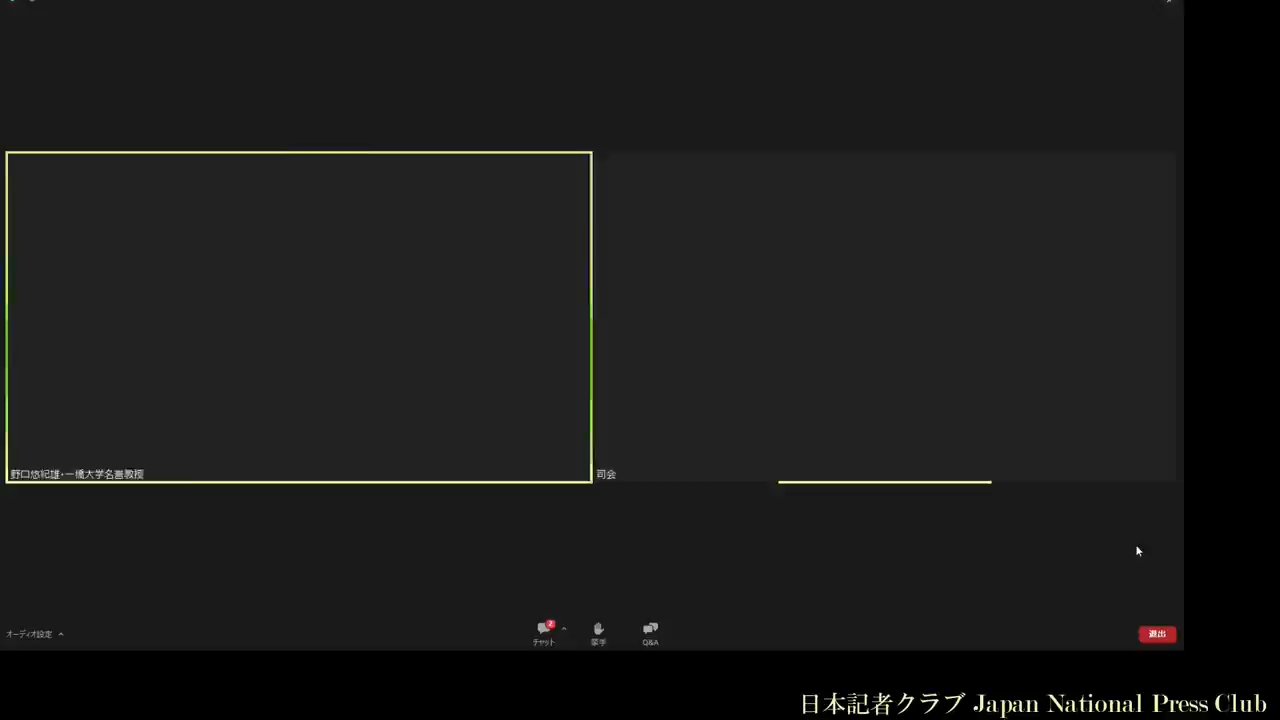 野口悠紀雄・一橋大学名誉教授
司会
オーディオ設定
2
チャット
挙手
Q&A
退出
日本記者クラブ Japan National Press Club